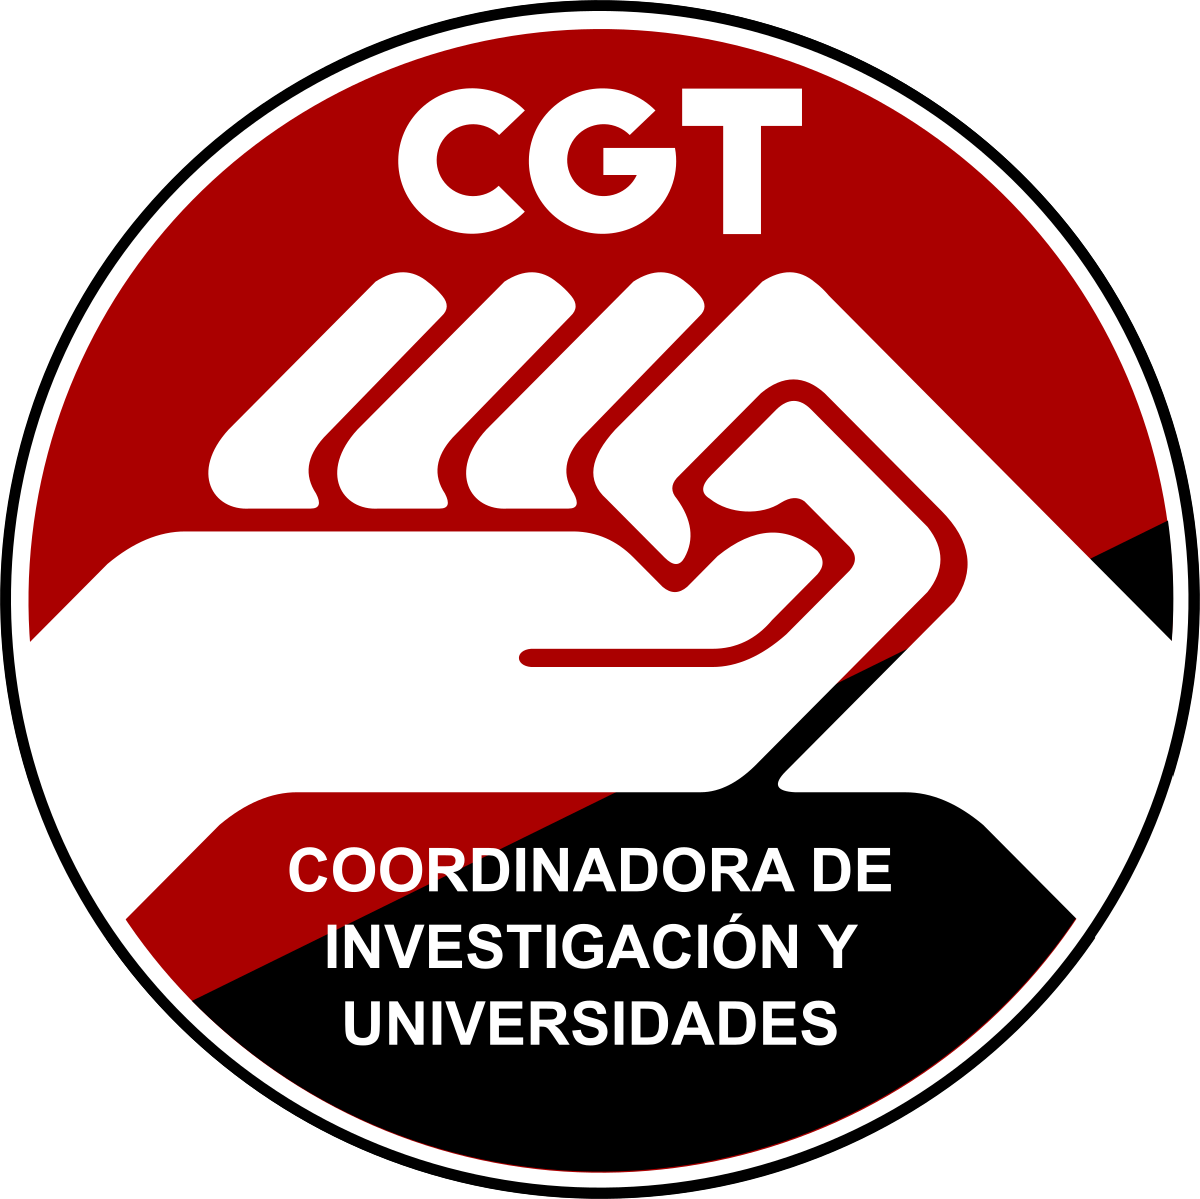 CGT
COORDINADORA DE
INVESTIGACIÓN Y
UNIVERSIDADES